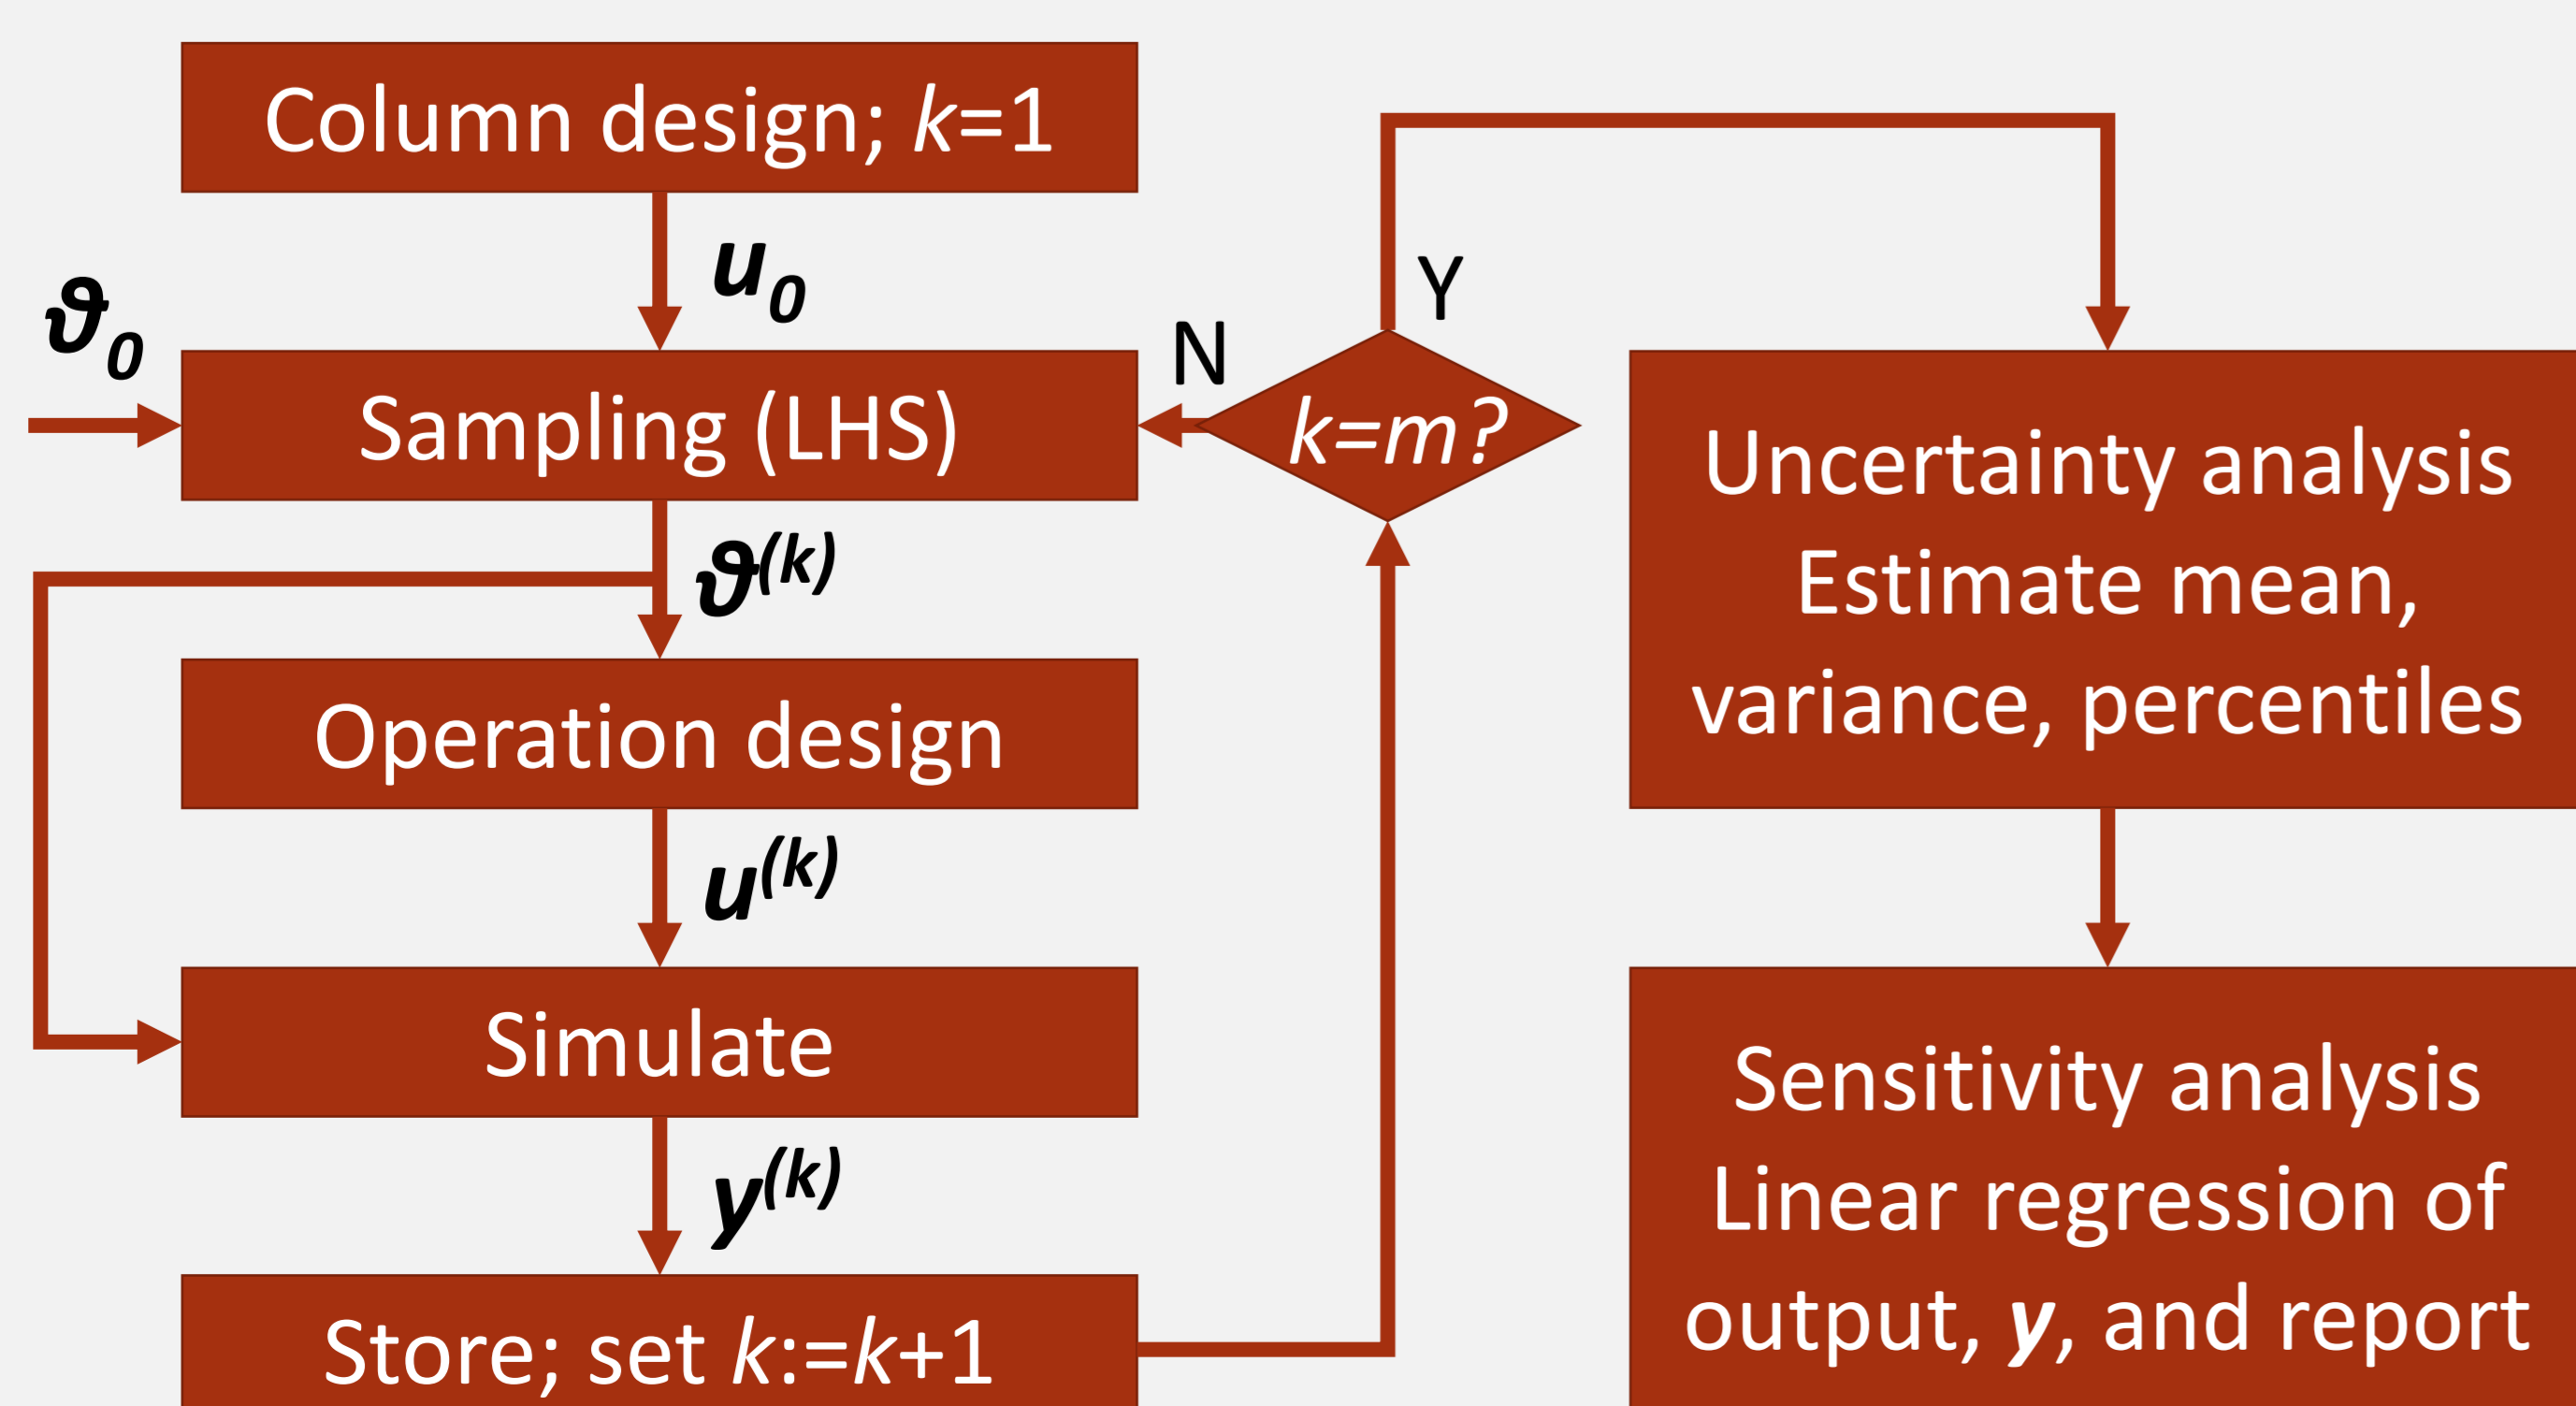 Column design; k=1
u0
ϑ0
Sampling (LHS)
N
k=m?
Y
ϑ(k)
Operation design
u(k)
Simulate
y(k)
Store; set k:=k+1
Uncertainty analysis
Estimate mean,
variance, percentiles
Sensitivity analysis
Linear regression of
output, y, and report